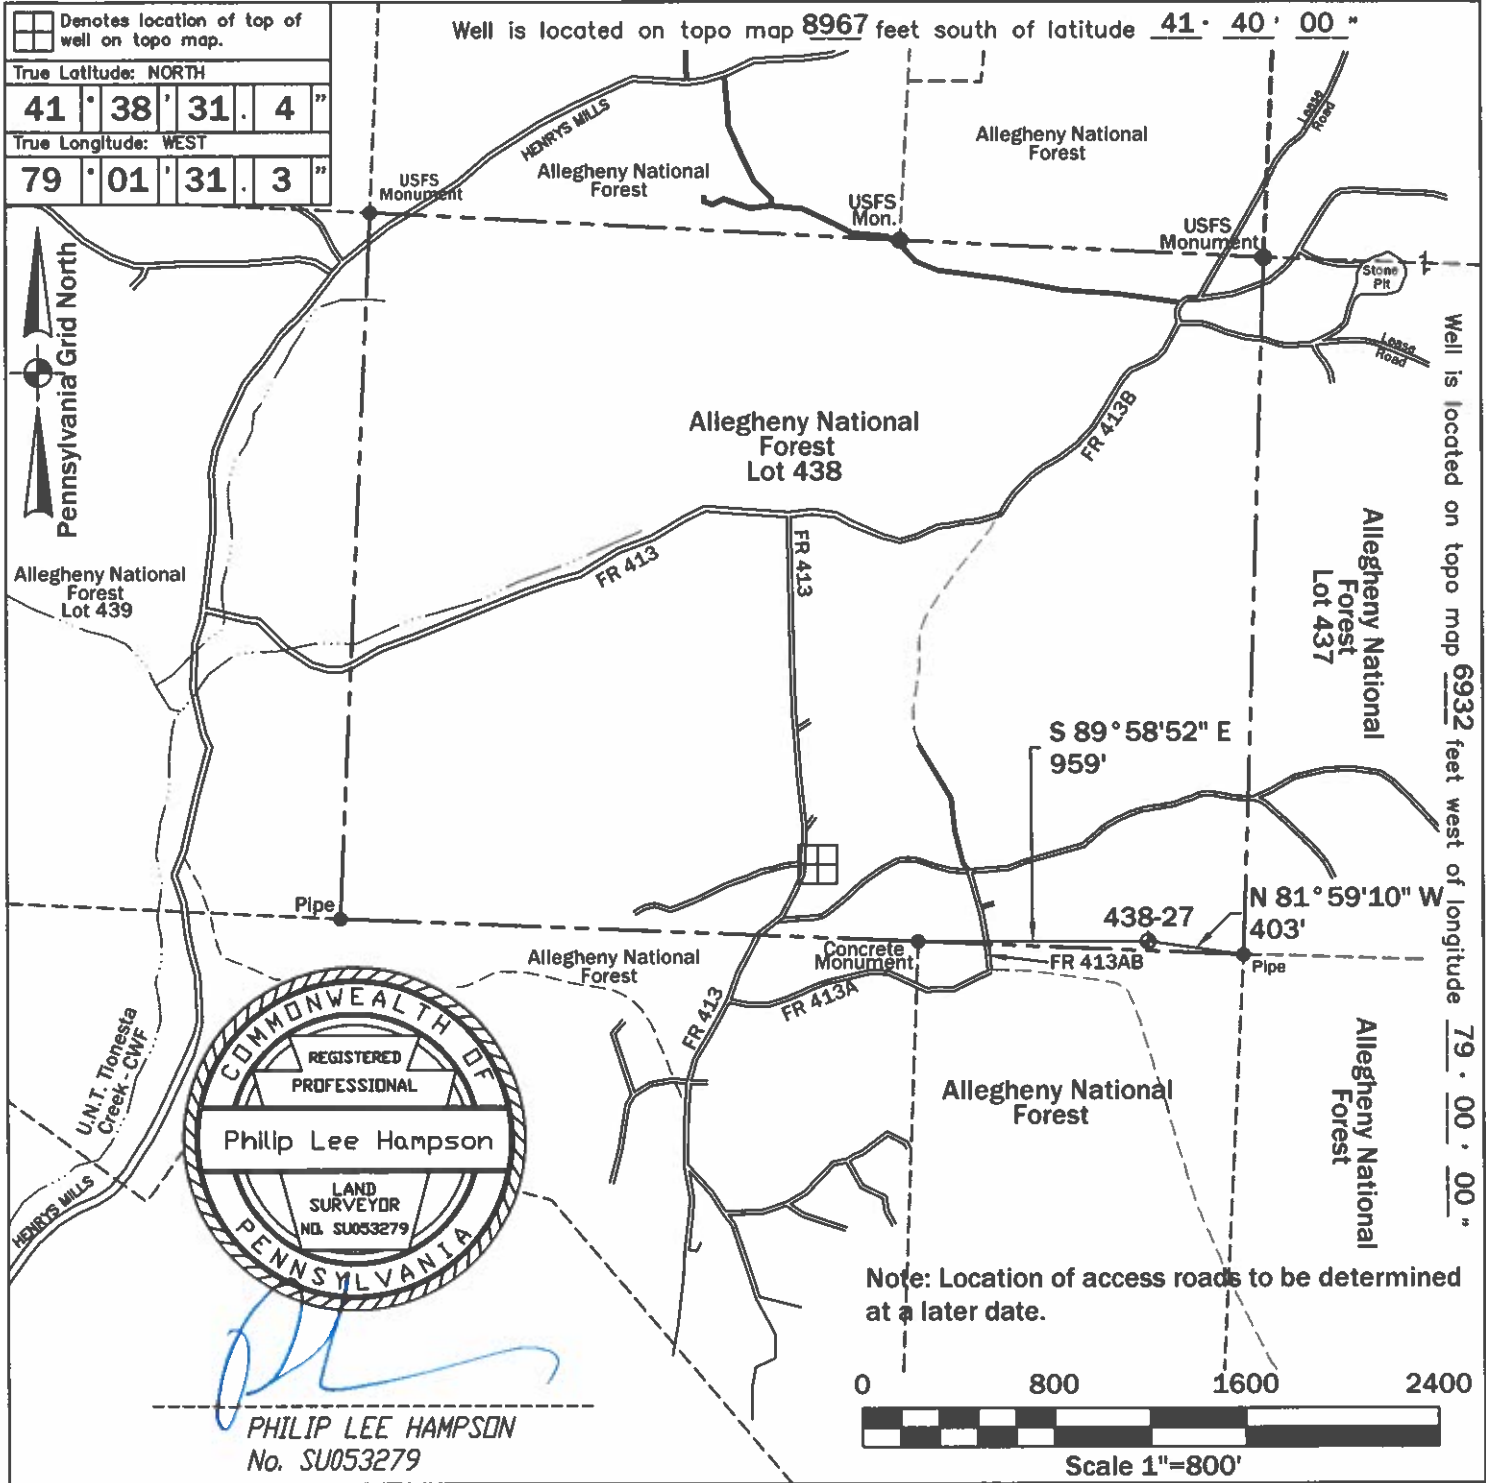 Denotes location of top of
well on topo map.
True Latitude: NORTH
41 ° 38 ' 31 . 4 "
True Longitude: WEST
79 ° 01 ' 31 . 3 "
Well is located on topo map 8967 feet south of latitude 41 · 40 ' 00 "
HENRYS MILLS
Allegheny National
Forest
Allegheny National
Forest
Lease
Road
USFS
Monument
USFS
Mon.
USFS
Monument
Stone
Pit
Lease
Road
Pennsylvania Grid North
Well is located on topo map 6932 feet west of longitude 79 · 00 ' 00 "
Allegheny National
Forest
Lot 438
FR 413B
FR 413
FR 413
Allegheny National
Forest
Lot 439
Allegheny National
Forest
Lot 437
S 89°58'52" E
959'
N 81°59'10" W
403'
438-27
Pipe
Concrete
Monument
FR 413AB
Pipe
Allegheny National
Forest
FR 413A
FR 413
U.N.T. Tionesta
Creek - CWF
HENRYS MILLS
Allegheny National
Forest
Allegheny National
Forest
COMMONWEALTH OF
REGISTERED
PROFESSIONAL
Philip Lee Hampson
LAND
SURVEYOR
NO. SU053279
PENNSYLVANIA
Note: Location of access roads to be determined
at a later date.
PHILIP LEE HAMPSON
No. SU053279
0 800 1600 2400
Scale 1"=800'